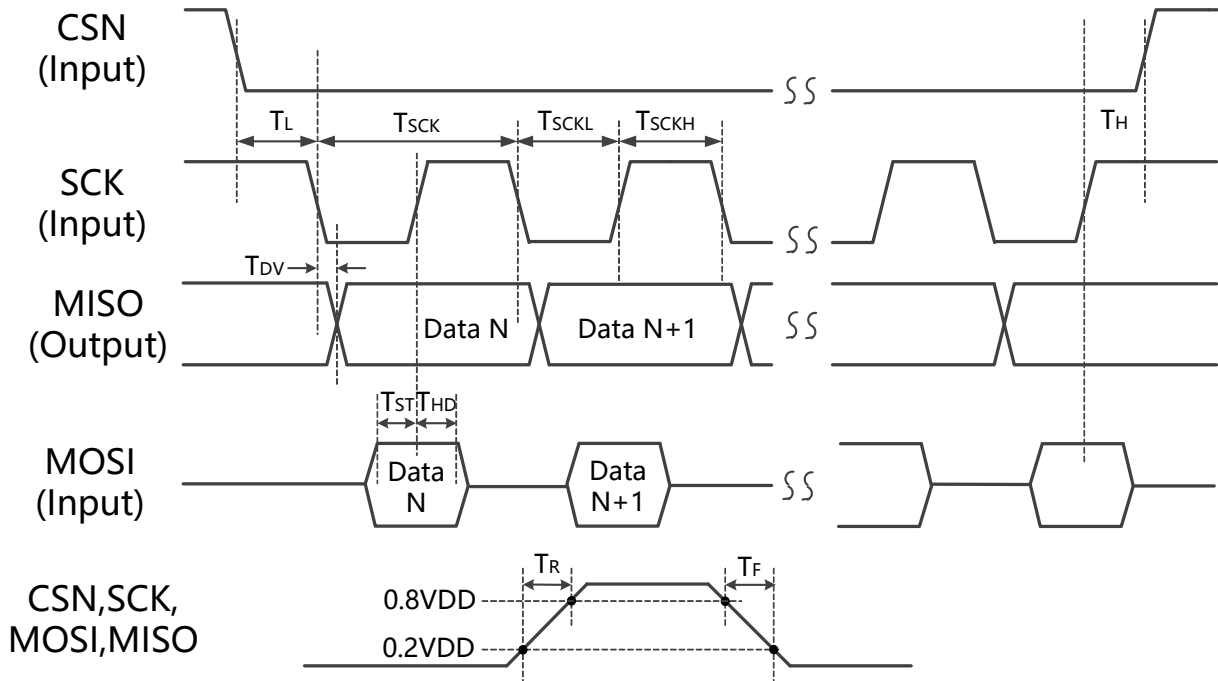 CSN
(Input)
TL
TSCK
TSCKL
TSCKH
TH
SCK
(Input)
TDV
MISO
(Output)
Data N
Data N+1
TST
THD
MOSI
(Input)
Data
N
Data
N+1
TR
TF
CSN,SCK,
MOSI,MISO
0.8VDD
0.2VDD